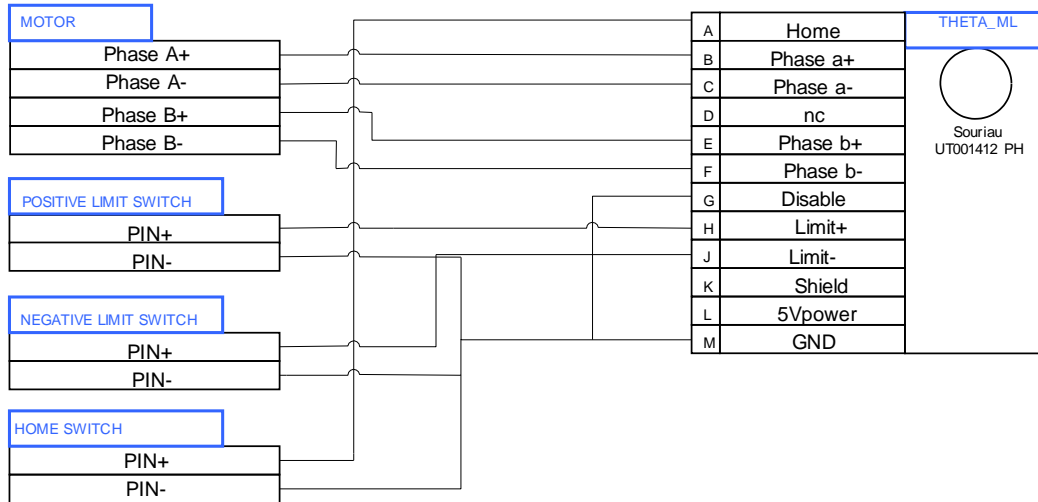 MOTOR
Phase A+
Phase A-
Phase B+
Phase B-
POSITIVE LIMIT SWITCH
PIN+
PIN-
NEGATIVE LIMIT SWITCH
PIN+
PIN-
HOME SWITCH
PIN+
PIN-
A Home
B Phase a+
C Phase a-
D nc
E Phase b+
F Phase b-
G Disable
H Limit+
J Limit-
K Shield
L 5Vpower
M GND
THETA_ML
Souriau
UT001412 PH